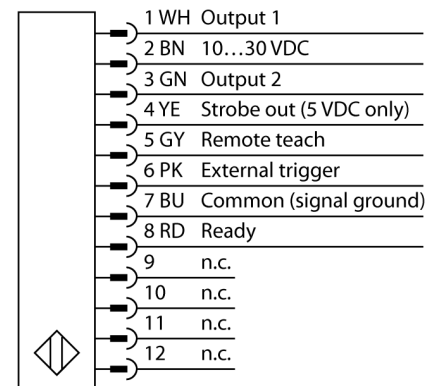 1 WH Output 1
2 BN 10...30 VDC
3 GN Output 2
4 YE Strobe out (5 VDC only)
5 GY Remote teach
6 PK External trigger
7 BU Common (signal ground)
8 RD Ready
9 n.c.
10 n.c.
11 n.c.
12 n.c.